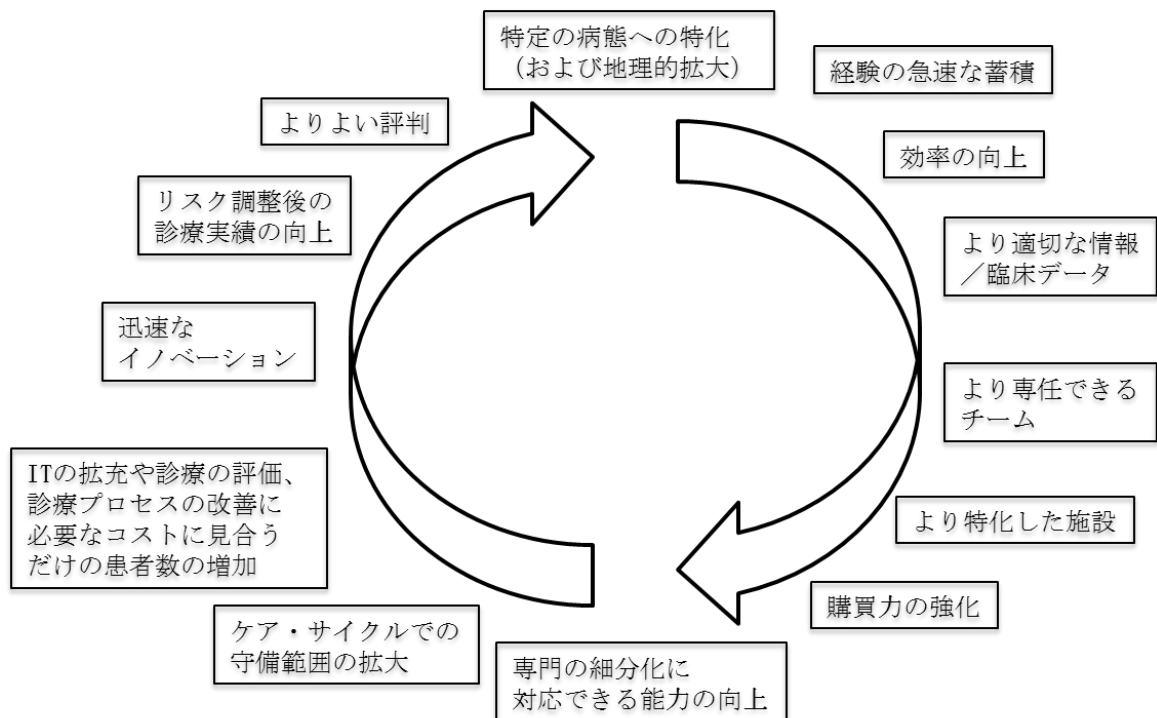 特定の病態への特化
(および地理的拡大)
経験の急速な蓄積
効率の向上
より適切な情報
/臨床データ
より専任できる
チーム
より特化した施設
購買力の強化
専門の細分化に
対応できる能力の向上
ケア・サイクルでの
守備範囲の拡大
ITの拡充や診療の評価、
診療プロセスの改善に
必要なコストに見合う
だけの患者数の増加
迅速な
イノベーション
リスク調整後の
診療実績の向上
よりよい評判